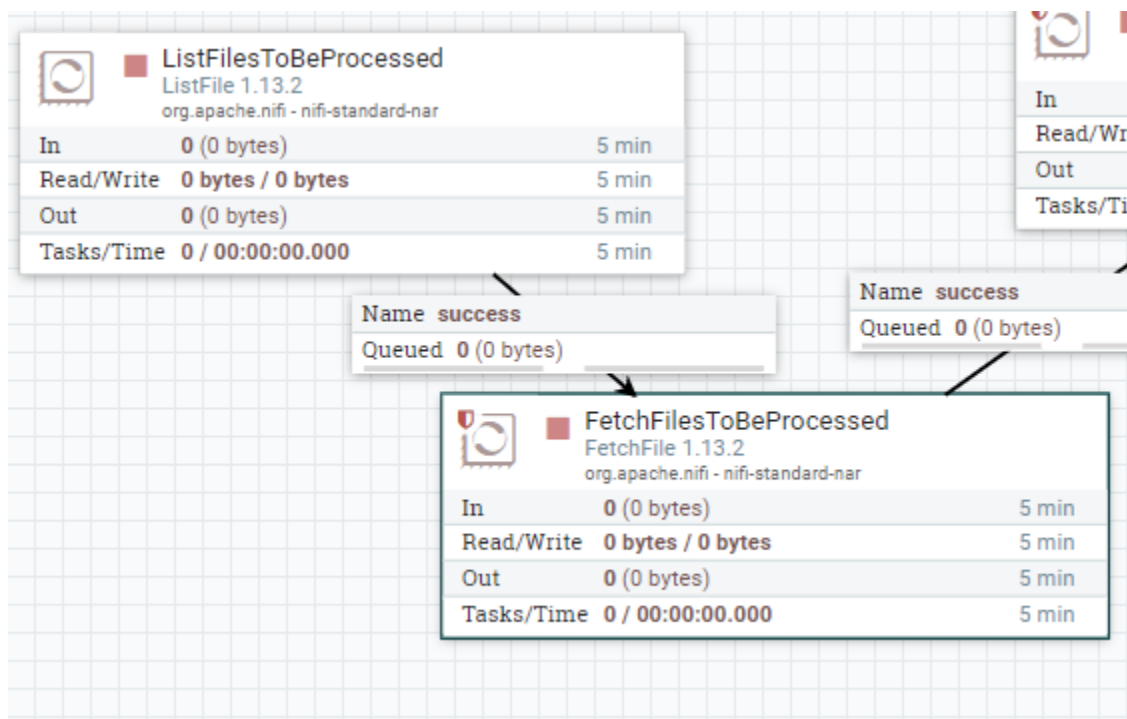 ListFilesToBeProcessed
ListFile 1.13.2
org.apache.nifi - nifi-standard-nar
In 0 (0 bytes) 5 min
Read/Write 0 bytes / 0 bytes 5 min
Out 0 (0 bytes) 5 min
Tasks/Time 0 / 00:00:00.000 5 min
Name success
Queued 0 (0 bytes)
In
Read/Wr
Out
Tasks/Ti
Name success
Queued 0 (0 bytes)
FetchFilesToBeProcessed
FetchFile 1.13.2
org.apache.nifi - nifi-standard-nar
In 0 (0 bytes) 5 min
Read/Write 0 bytes / 0 bytes 5 min
Out 0 (0 bytes) 5 min
Tasks/Time 0 / 00:00:00.000 5 min